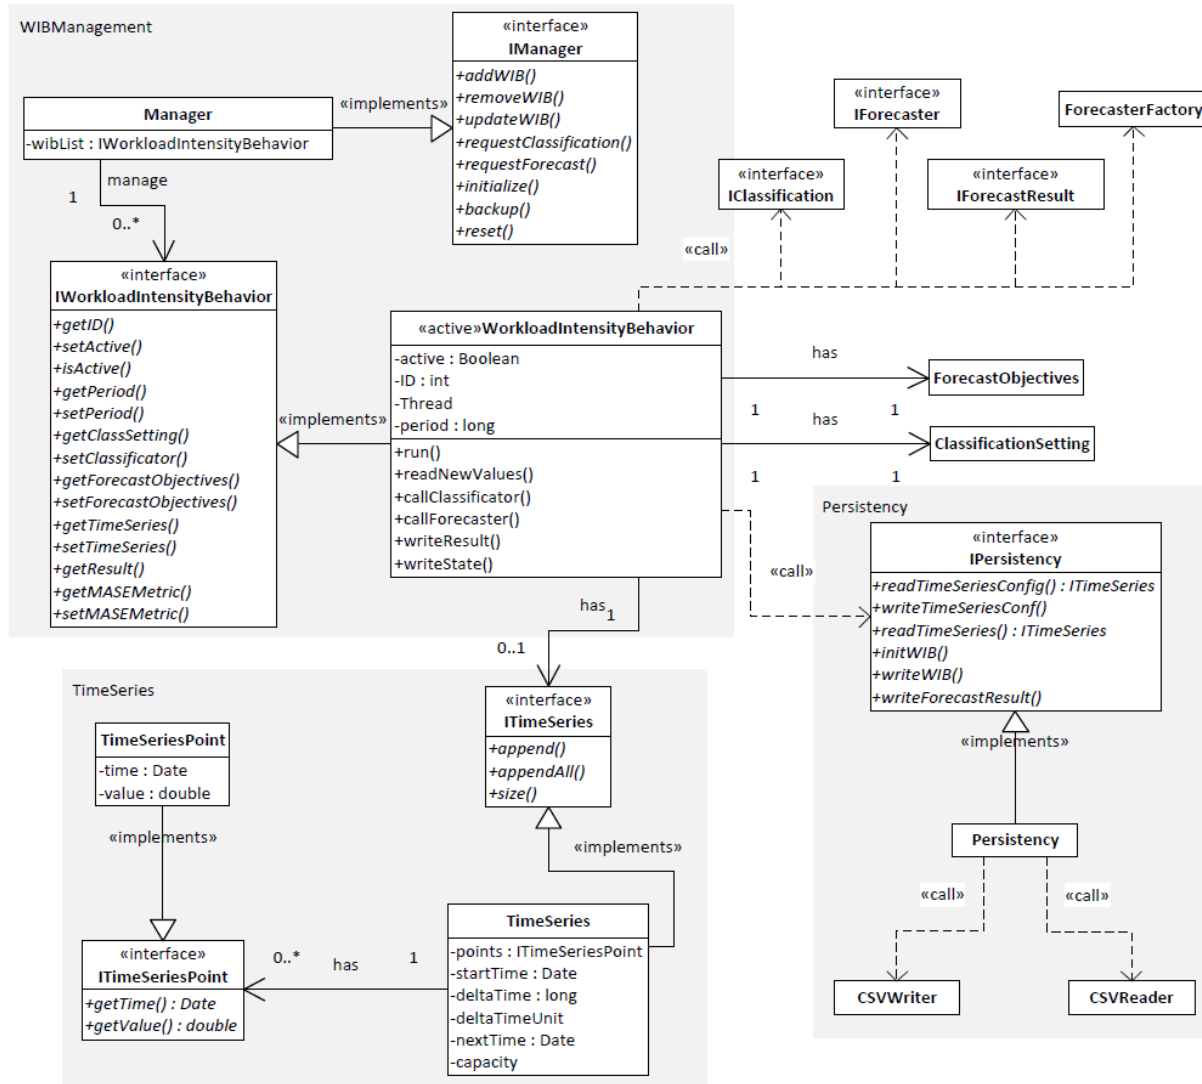 WIBManagement
«interface»
IManager
+addWIB()
+removeWIB()
+updateWIB()
+requestClassification()
+requestForecast()
+initialize()
+backup()
+reset()
«implements»
Manager
-wibList : IWorkloadIntensityBehavior
manage
1
0..*
«interface»
IWorkloadIntensityBehavior
+getID()
+setActive()
+isActive()
+getPeriod()
+setPeriod()
+getClassSetting()
+setClassificator()
+getForecastObjectives()
+setForecastObjectives()
+getTimeSeries()
+setTimeSeries()
+getResult()
+getMASEMetric()
+setMASEMetric()
«implements»
«active»WorkloadIntensityBehavior
-active : Boolean
-ID : int
-Thread
-period : long
+run()
+readNewValues()
+callClassificator()
+callForecaster()
+writeResult()
+writeState()
«interface»
IForecaster
ForecasterFactory
«interface»
IClassification
«interface»
IForecastResult
«call»
has
ForecastObjectives
1
1
has
ClassificationSetting
1
1
«call»
Persistency
«interface»
IPersistency
+readTimeSeriesConfig() : ITimeSeries
+writeTimeSeriesConf()
+readTimeSeries() : ITimeSeries
+initWIB()
+writeWIB()
+writeForecastResult()
«implements»
Persistency
«call»
«call»
CSVWriter
CSVReader
has
1
0..1
TimeSeries
«interface»
ITimeSeries
+append()
+appendAll()
+size()
TimeSeriesPoint
-time : Date
-value : double
«implements»
«implements»
«interface»
ITimeSeriesPoint
+getTime() : Date
+getValue() : double
0..*
has
1
TimeSeries
-points : ITimeSeriesPoint
-startTime : Date
-deltaTime : long
-deltaTimeUnit
-nextTime : Date
-capacity